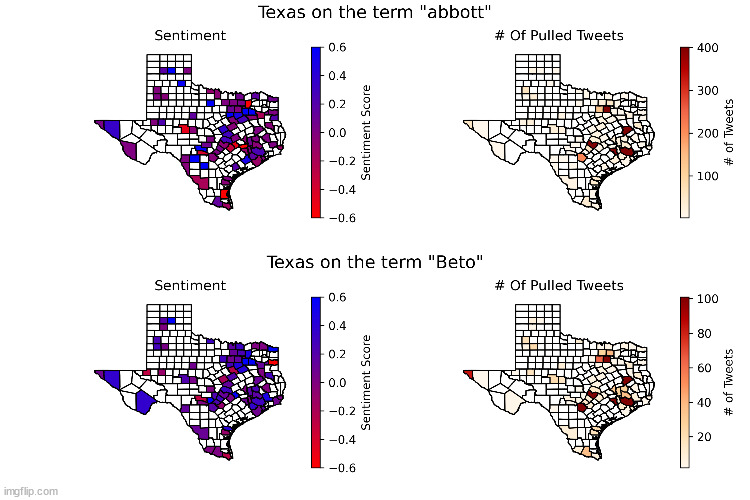 Texas on the term "abbott"
Sentiment
# Of Pulled Tweets
0.6
0.4
0.2
0.0
−0.2
−0.4
−0.6
Sentiment Score
400
300
200
100
# of Tweets
Texas on the term "Beto"
Sentiment
# Of Pulled Tweets
0.6
0.4
0.2
0.0
−0.2
−0.4
−0.6
Sentiment Score
100
80
60
40
20
# of Tweets
imgflip.com